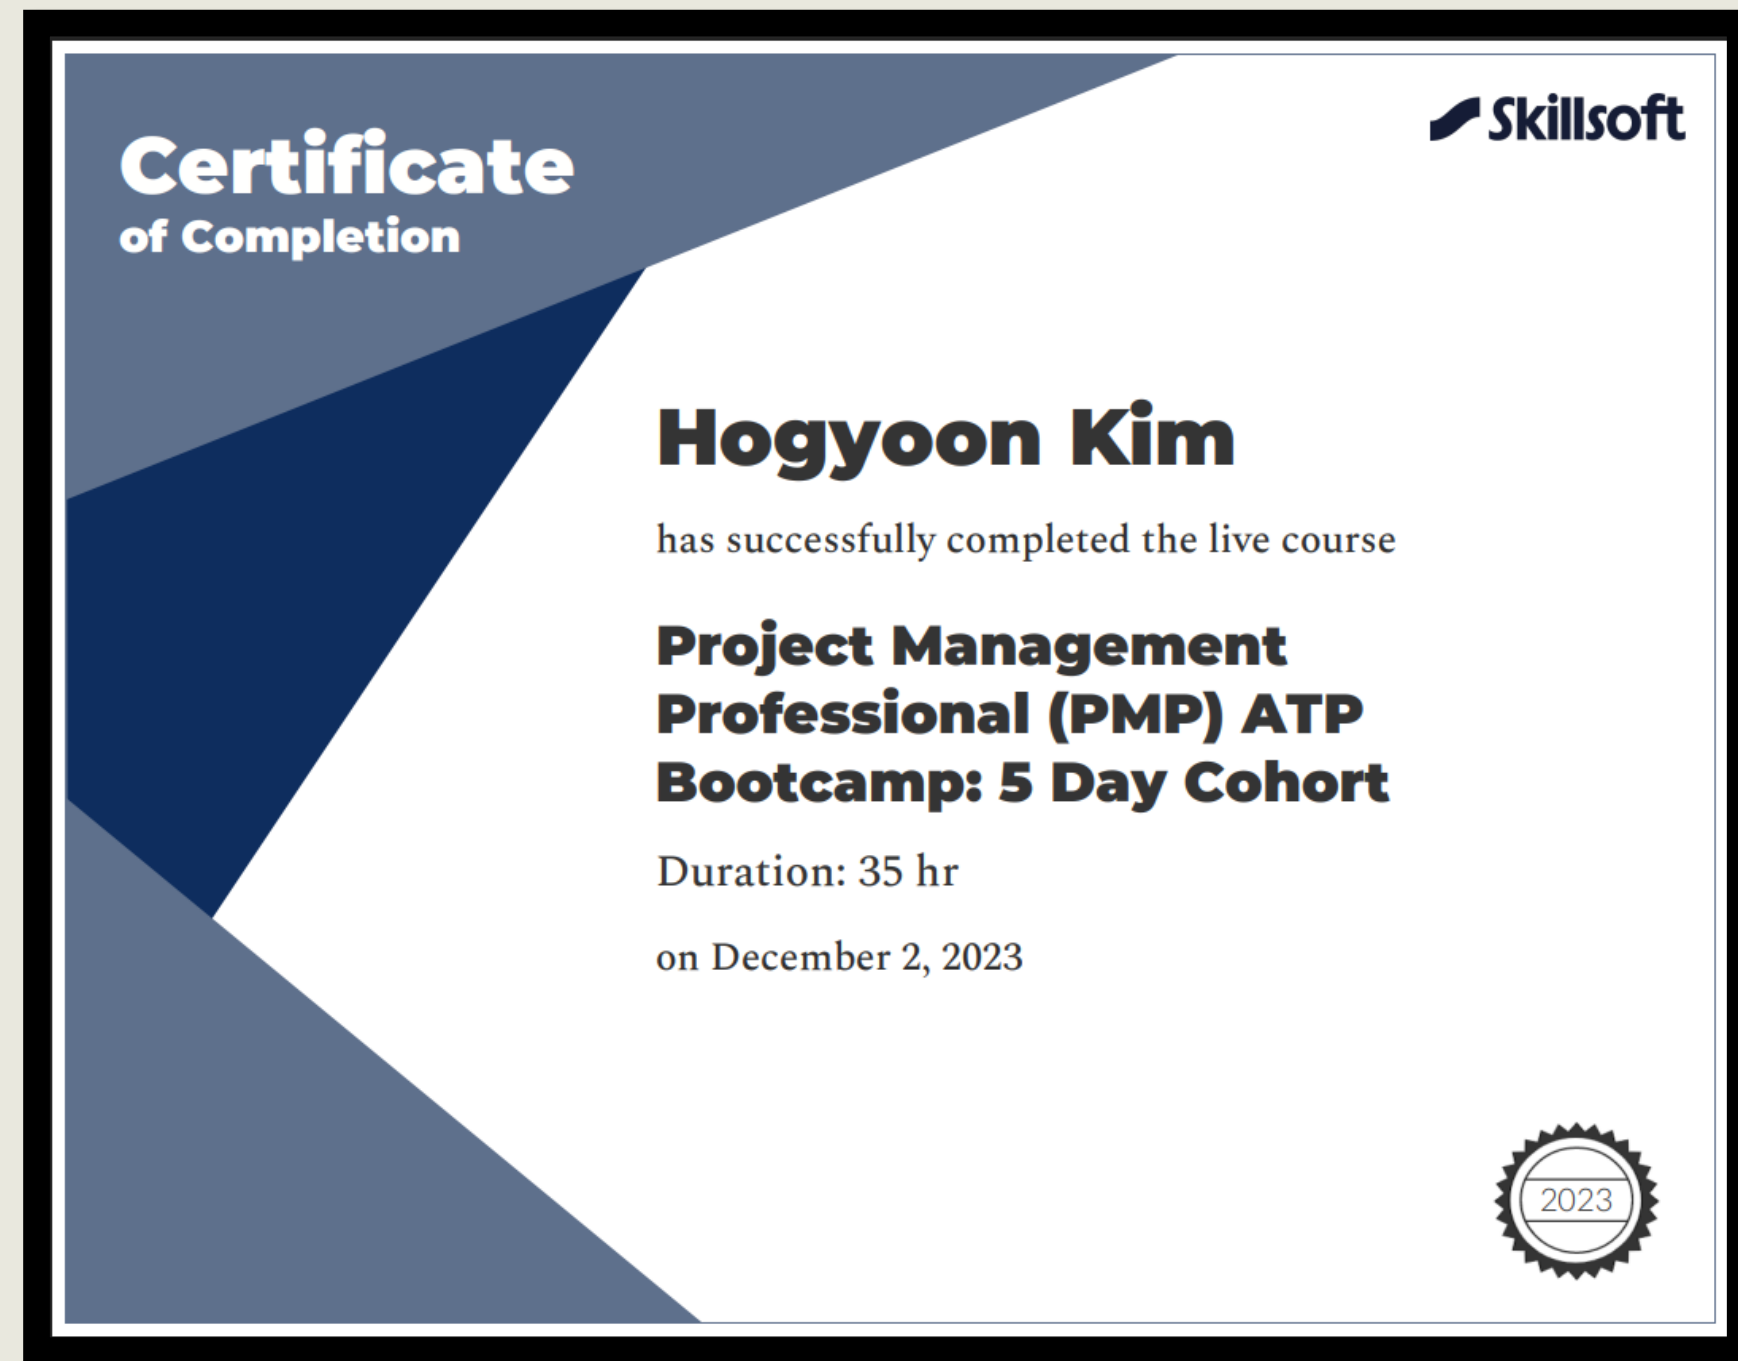 Certificate
of Completion
Skillsoft
Hogyoon Kim
has successfully completed the live course
Project Management
Professional (PMP) ATP
Bootcamp: 5 Day Cohort
Duration: 35 hr
on December 2, 2023
2023